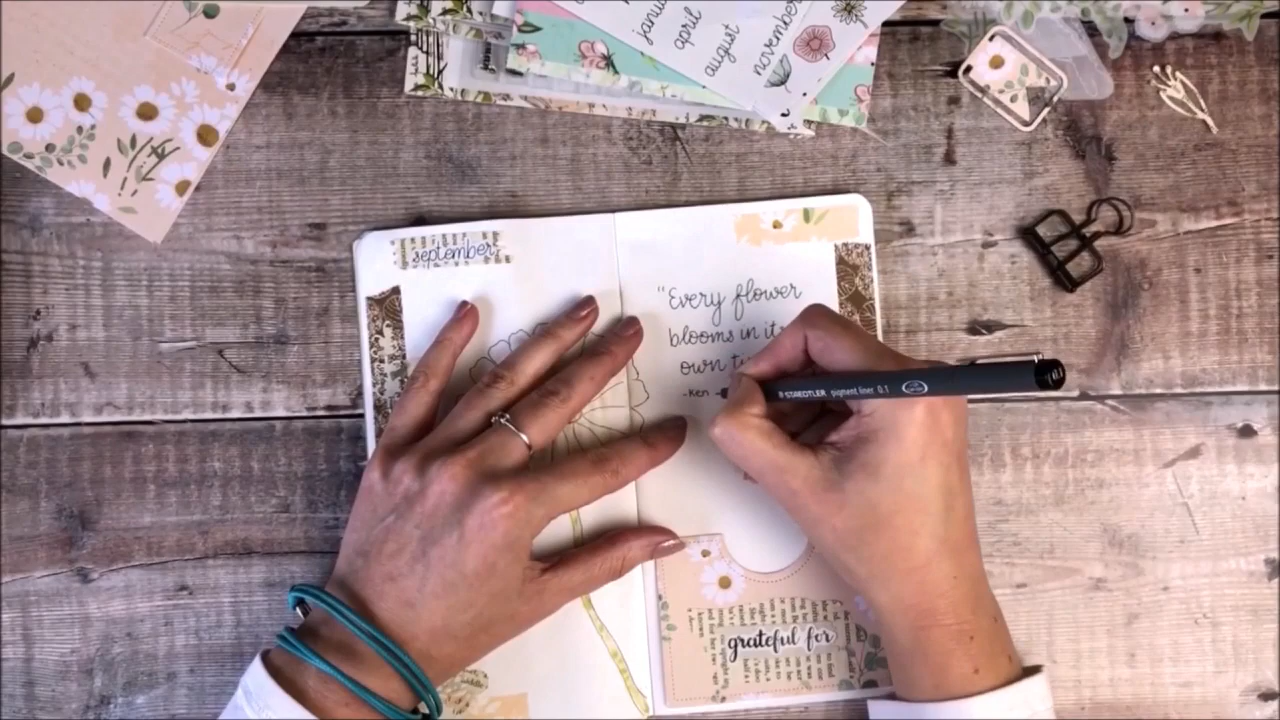 january
april
august
november
september
"Every flower
blooms in its
own
-Ken
STAEDTLER pigment liner 0.1
grateful for